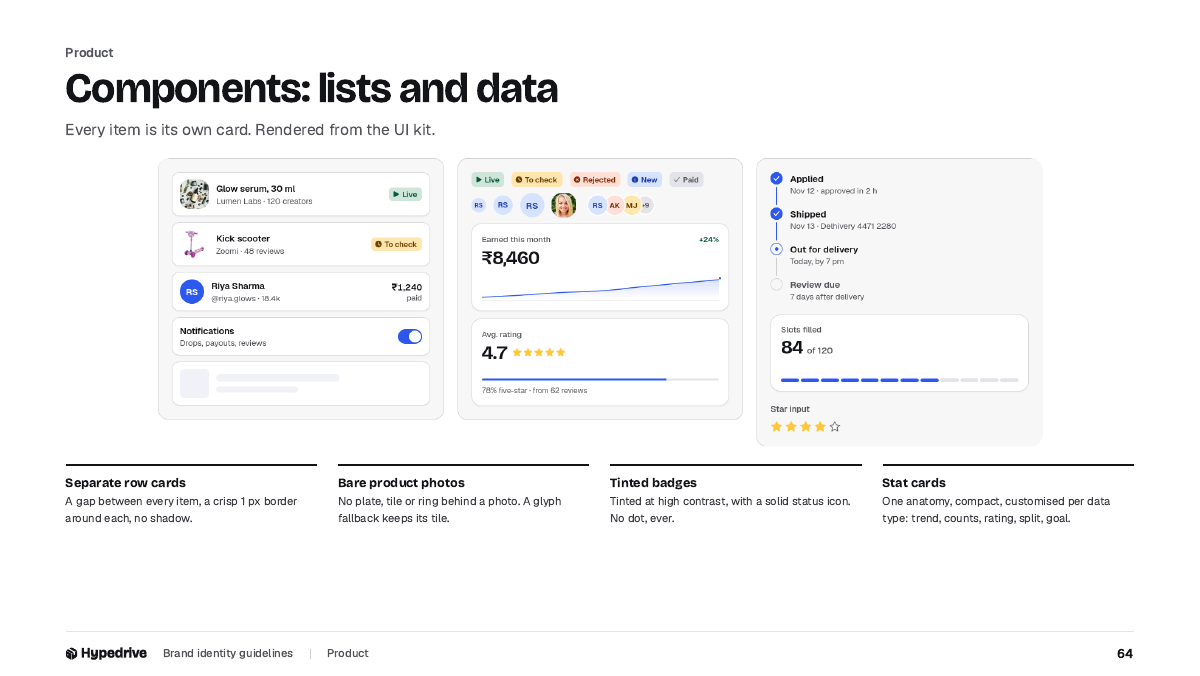 Product
Components: lists and data
Every item is its own card. Rendered from the UI kit.
Glow serum, 30 ml
Lumen Labs · 120 creators
Live
Kick scooter
Zoomi · 48 reviews
To check
RS
Riya Sharma
@riya.glows · 18.4k
₹1,240
paid
Notifications
Drops, payouts, reviews
Live
To check
Rejected
New
Paid
RS
RS
RS
RS
AK
MJ
+9
Earned this month
+24%
₹8,460
Avg. rating
4.7
78% five-star · from 62 reviews
Applied
Nov 12 · approved in 2 h
Shipped
Nov 13 · Delhivery 4471 2280
Out for delivery
Today, by 7 pm
Review due
7 days after delivery
Slots filled
84 of 120
Star input
Separate row cards
A gap between every item, a crisp 1 px border
around each, no shadow.
Bare product photos
No plate, tile or ring behind a photo. A glyph
fallback keeps its tile.
Tinted badges
Tinted at high contrast, with a solid status icon.
No dot, ever.
Stat cards
One anatomy, compact, customised per data
type: trend, counts, rating, split, goal.
Hypedrive
Brand identity guidelines
Product
64